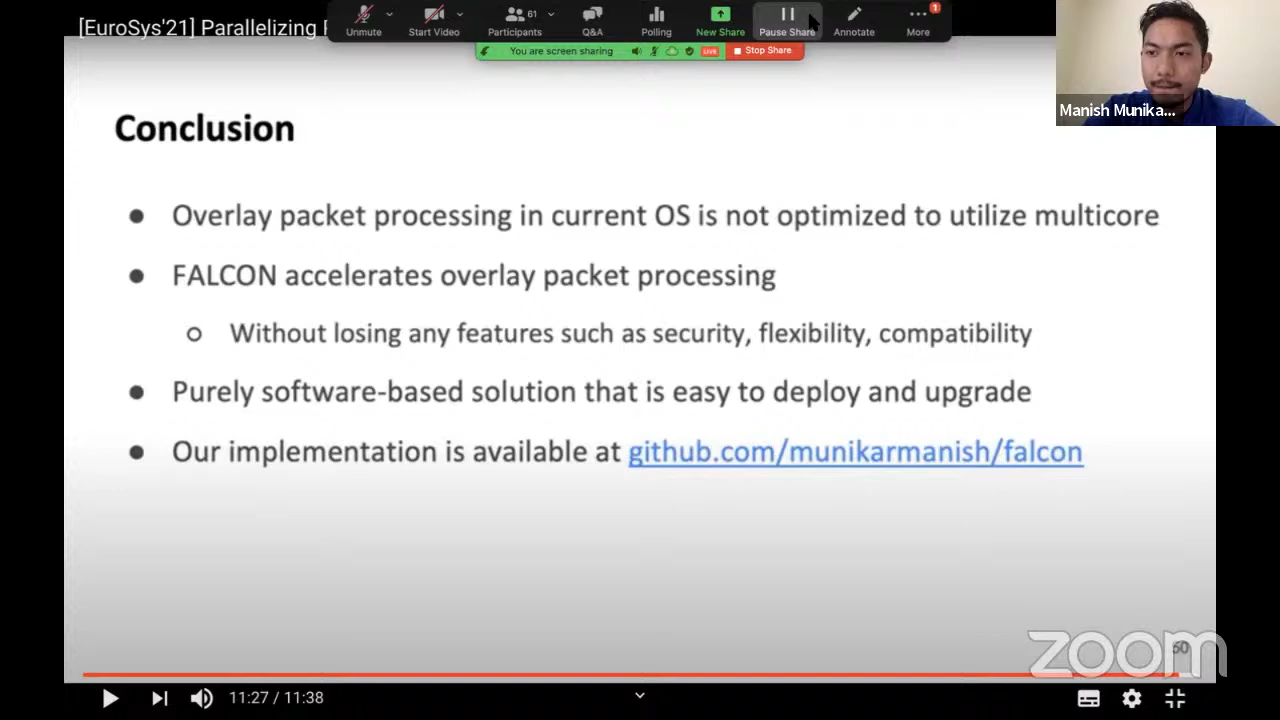 [EuroSys'21] Parallelizing
Unmute
Start Video
61
Participants
Q&A
Polling
New Share
Pause Share
Annotate
1
More
You are screen sharing
LIVE
Stop Share
Manish Munika...
Conclusion
● Overlay packet processing in current OS is not optimized to utilize multicore
● FALCON accelerates overlay packet processing
○ Without losing any features such as security, flexibility, compatibility
● Purely software-based solution that is easy to deploy and upgrade
● Our implementation is available at github.com/munikarmanish/falcon
60
zoom
11:27 / 11:38